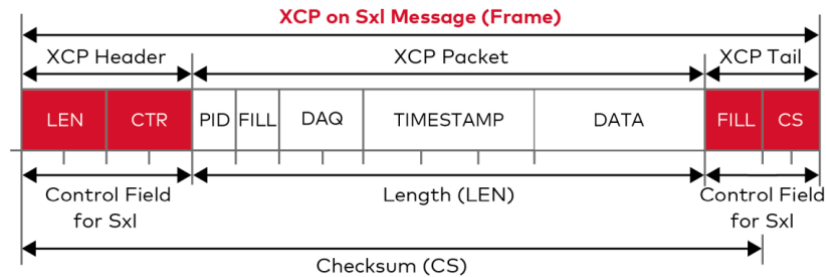 XCP on SxI Message (Frame)
XCP Header XCP Packet XCP Tail
LEN CTR PID FILL DAQ TIMESTAMP DATA FILL CS
Control Field Length (LEN) Control Field
for SxI for SxI
Checksum (CS)